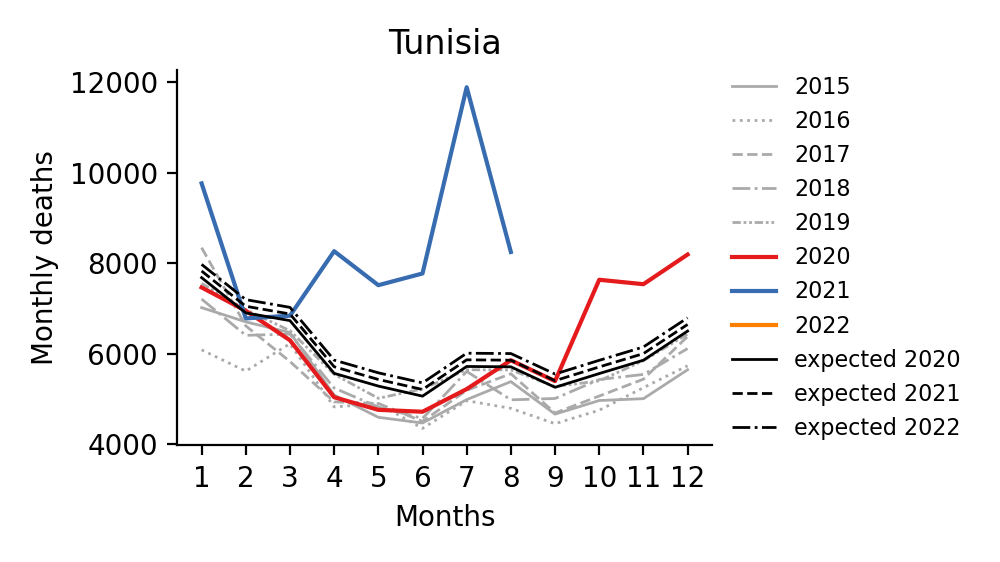 Tunisia
12000
10000
8000
6000
4000
Monthly deaths
1 2 3 4 5 6 7 8 9 10 11 12
Months
2015
2016
2017
2018
2019
2020
2021
2022
expected 2020
expected 2021
expected 2022